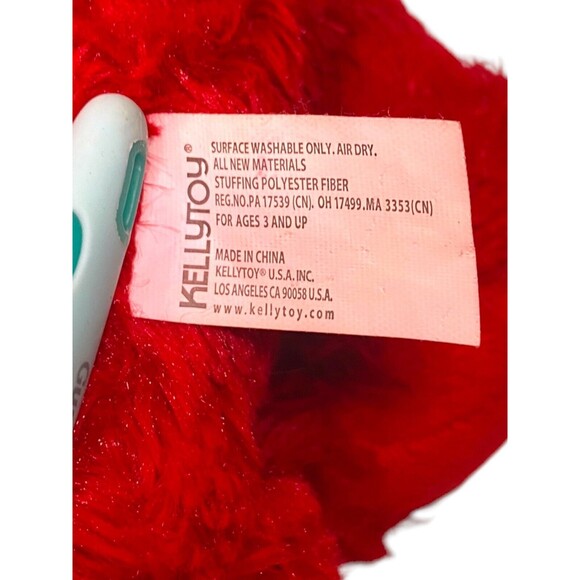 KELLYTOY®
SURFACE WASHABLE ONLY. AIR DRY.
ALL NEW MATERIALS
STUFFING POLYESTER FIBER
REG.NO.PA 17539 (CN). OH 17499.MA 3353(CN)
FOR AGES 3 AND UP
MADE IN CHINA
KELLYTOY® U.S.A. INC.
LOS ANGELES CA 90058 U.S.A.
www.kellytoy.com